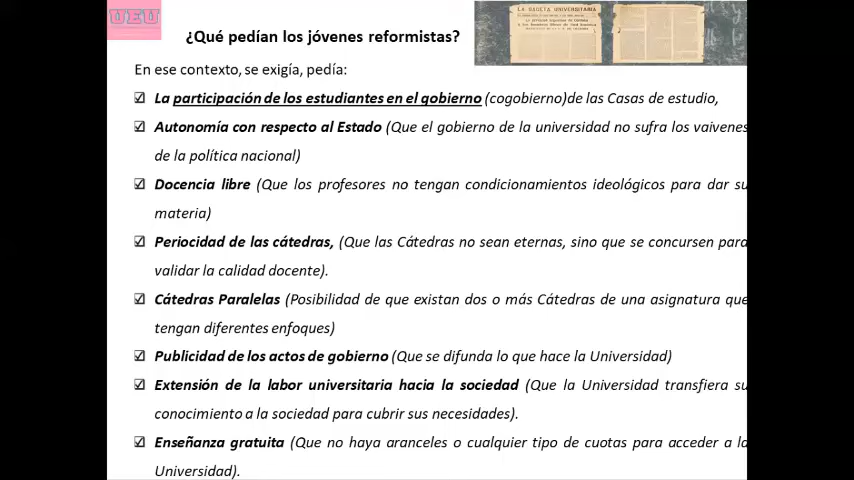 UEU
LA GACETA UNIVERSITARIA
¿Qué pedían los jóvenes reformistas?
En ese contexto, se exigía, pedía:
La participación de los estudiantes en el gobierno (cogobierno)de las Casas de estudio,
Autonomía con respecto al Estado (Que el gobierno de la universidad no sufra los vaivenes
de la política nacional)
Docencia libre (Que los profesores no tengan condicionamientos ideológicos para dar su
materia)
Periocidad de las cátedras, (Que las Cátedras no sean eternas, sino que se concursen para
validar la calidad docente).
Cátedras Paralelas (Posibilidad de que existan dos o más Cátedras de una asignatura que
tengan diferentes enfoques)
Publicidad de los actos de gobierno (Que se difunda lo que hace la Universidad)
Extensión de la labor universitaria hacia la sociedad (Que la Universidad transfiera su
conocimiento a la sociedad para cubrir sus necesidades).
Enseñanza gratuita (Que no haya aranceles o cualquier tipo de cuotas para acceder a la
Universidad).